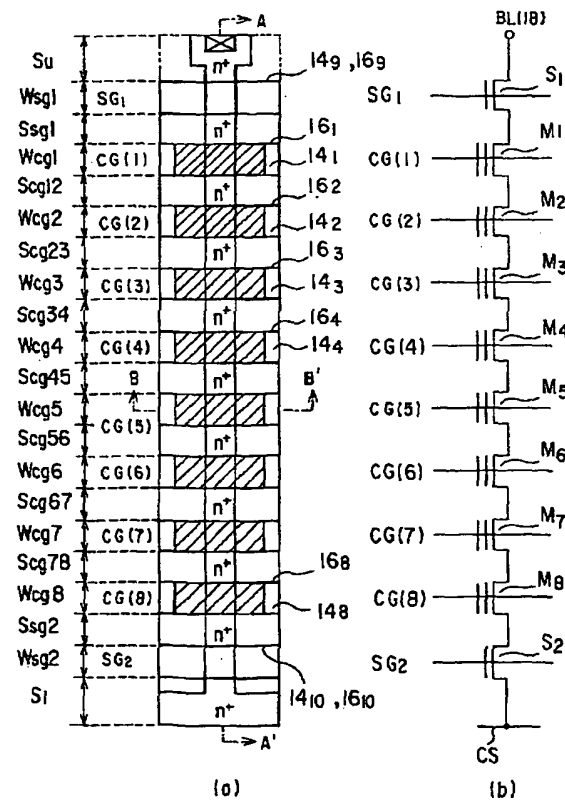 A
BL(18)
Su
n⁺
14₉ , 16₉
S₁
Wsg1
SG₁
SG₁
Ssg1
n⁺
16₁
M₁
Wcg1
CG(1)
14₁
CG(1)
Scg12
n⁺
16₂
M₂
Wcg2
CG(2)
14₂
CG(2)
Scg23
n⁺
16₃
M₃
Wcg3
CG(3)
14₃
CG(3)
Scg34
n⁺
16₄
M₄
Wcg4
CG(4)
14₄
CG(4)
Scg45
B
n⁺
B'
M₅
Wcg5
CG(5)
CG(5)
Scg56
n⁺
M₆
Wcg6
CG(6)
CG(6)
Scg67
n⁺
M₇
Wcg7
CG(7)
CG(7)
Scg78
n⁺
16₈
M₈
Wcg8
CG(8)
14₈
CG(8)
Ssg2
n⁺
S₂
Wsg2
SG₂
SG₂
14₁₀ , 16₁₀
Sl
n⁺
A'
CS
(a)
(b)